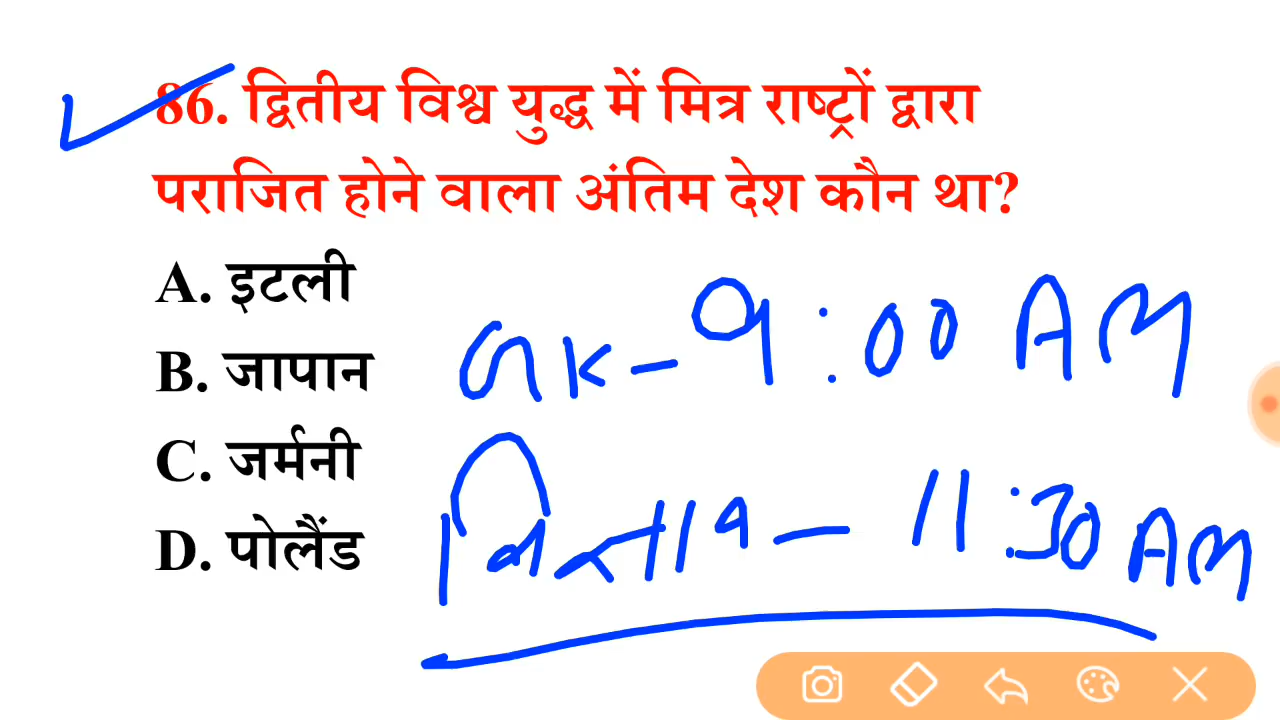 86. द्वितीय विश्व युद्ध में मित्र राष्ट्रों द्वारा
पराजित होने वाला अंतिम देश कौन था?
A. इटली
B. जापान
C. जर्मनी
D. पोलैंड
GK - 9:00 AM
विज्ञान - 11:30 AM